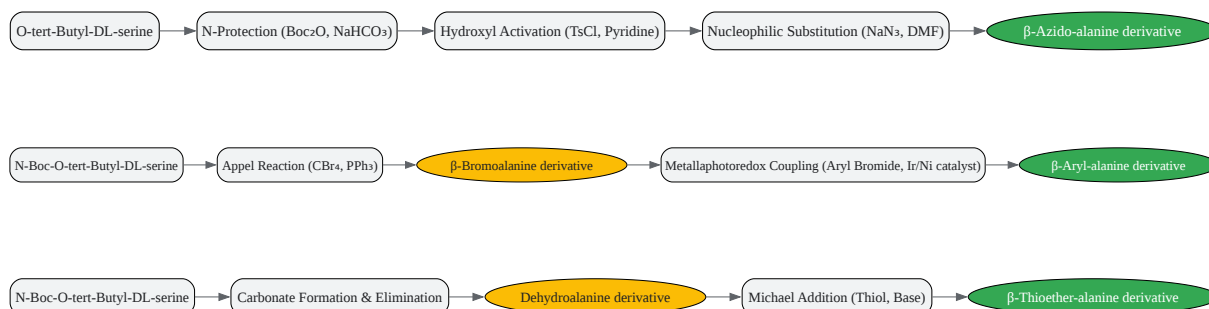 O-tert-Butyl-DL-serine
N-Protection (Boc₂O, NaHCO₃)
Hydroxyl Activation (TsCl, Pyridine)
Nucleophilic Substitution (NaN₃, DMF)
β-Azido-alanine derivative
N-Boc-O-tert-Butyl-DL-serine
Appel Reaction (CBr₄, PPh₃)
β-Bromoalanine derivative
Metallaphotoredox Coupling (Aryl Bromide, Ir/Ni catalyst)
β-Aryl-alanine derivative
N-Boc-O-tert-Butyl-DL-serine
Carbonate Formation & Elimination
Dehydroalanine derivative
Michael Addition (Thiol, Base)
β-Thioether-alanine derivative